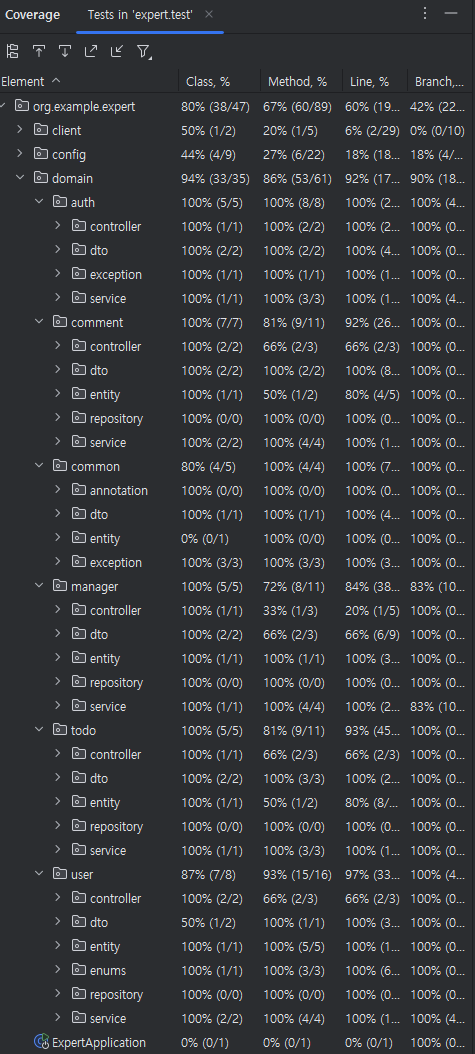 Coverage Tests in 'expert.test'
Element Class, % Method, % Line, % Branch,...
org.example.expert 80% (38/47) 67% (60/89) 60% (19... 42% (22...
client 50% (1/2) 20% (1/5) 6% (2/29) 0% (0/10)
config 44% (4/9) 27% (6/22) 18% (18... 18% (4/...
domain 94% (33/35) 86% (53/61) 92% (17... 90% (18...
auth 100% (5/5) 100% (8/8) 100% (2... 100% (4...
controller 100% (1/1) 100% (2/2) 100% (2... 100% (0...
dto 100% (2/2) 100% (2/2) 100% (4... 100% (0...
exception 100% (1/1) 100% (1/1) 100% (1... 100% (0...
service 100% (1/1) 100% (3/3) 100% (1... 100% (4...
comment 100% (7/7) 81% (9/11) 92% (26... 100% (0...
controller 100% (2/2) 66% (2/3) 66% (2/3) 100% (0...
dto 100% (2/2) 100% (2/2) 100% (8... 100% (0...
entity 100% (1/1) 50% (1/2) 80% (4/5) 100% (0...
repository 100% (0/0) 100% (0/0) 100% (0... 100% (0...
service 100% (2/2) 100% (4/4) 100% (1... 100% (0...
common 80% (4/5) 100% (4/4) 100% (7... 100% (0...
annotation 100% (0/0) 100% (0/0) 100% (0... 100% (0...
dto 100% (1/1) 100% (1/1) 100% (4... 100% (0...
entity 0% (0/1) 100% (0/0) 100% (0... 100% (0...
exception 100% (3/3) 100% (3/3) 100% (3... 100% (0...
manager 100% (5/5) 72% (8/11) 84% (38... 83% (10...
controller 100% (1/1) 33% (1/3) 20% (1/5) 100% (0...
dto 100% (2/2) 66% (2/3) 66% (6/9) 100% (0...
entity 100% (1/1) 100% (1/1) 100% (3... 100% (0...
repository 100% (0/0) 100% (0/0) 100% (0... 100% (0...
service 100% (1/1) 100% (4/4) 100% (2... 83% (10...
todo 100% (5/5) 81% (9/11) 93% (45... 100% (0...
controller 100% (1/1) 66% (2/3) 66% (2/3) 100% (0...
dto 100% (2/2) 100% (3/3) 100% (2... 100% (0...
entity 100% (1/1) 50% (1/2) 80% (8/... 100% (0...
repository 100% (0/0) 100% (0/0) 100% (0... 100% (0...
service 100% (1/1) 100% (3/3) 100% (1... 100% (0...
user 87% (7/8) 93% (15/16) 97% (33... 100% (4...
controller 100% (2/2) 66% (2/3) 66% (2/3) 100% (0...
dto 50% (1/2) 100% (1/1) 100% (3... 100% (0...
entity 100% (1/1) 100% (5/5) 100% (1... 100% (0...
enums 100% (1/1) 100% (3/3) 100% (6... 100% (0...
repository 100% (0/0) 100% (0/0) 100% (0... 100% (0...
service 100% (2/2) 100% (4/4) 100% (1... 100% (4...
ExpertApplication 0% (0/1) 0% (0/1) 0% (0/1) 100% (0...